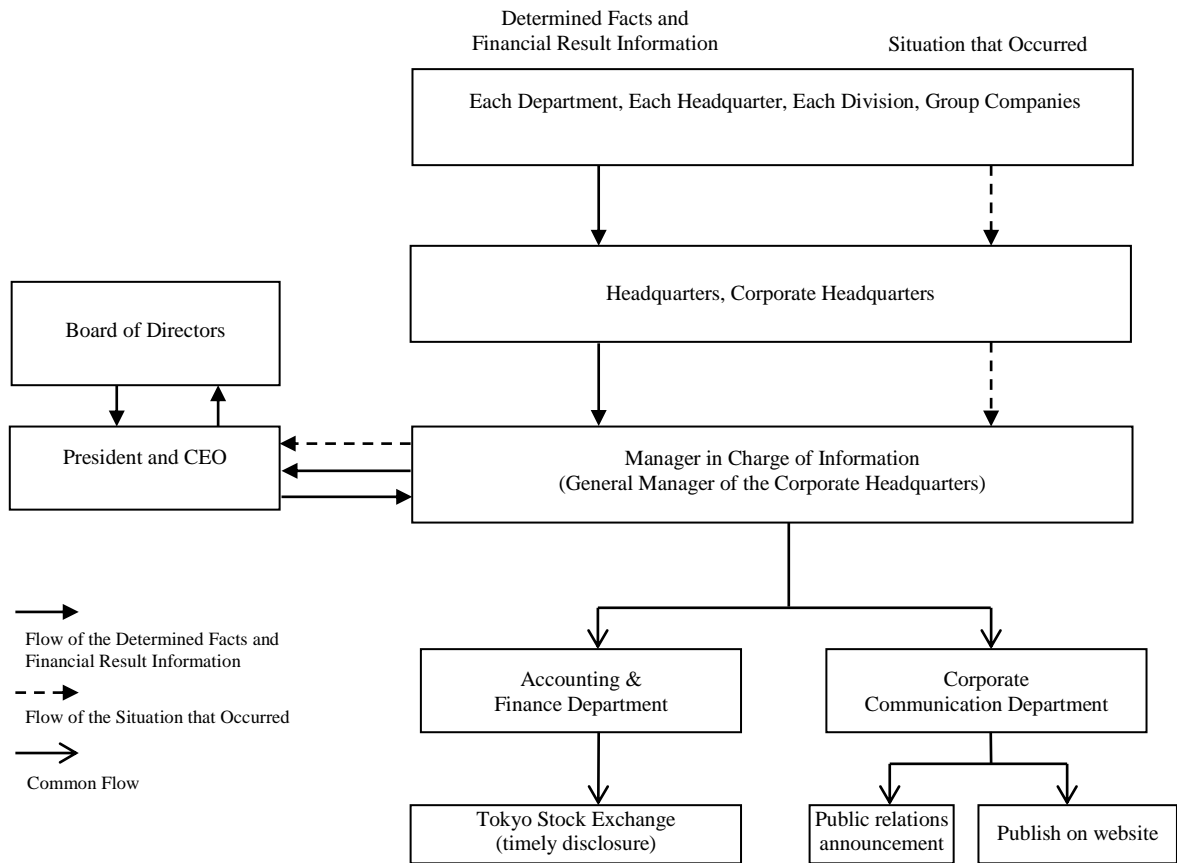 Determined Facts and
Financial Result Information
Situation that Occurred
Each Department, Each Headquarter, Each Division, Group Companies
Headquarters, Corporate Headquarters
Board of Directors
President and CEO
Manager in Charge of Information
(General Manager of the Corporate Headquarters)
Flow of the Determined Facts and
Financial Result Information
Flow of the Situation that Occurred
Common Flow
Accounting &
Finance Department
Corporate
Communication Department
Tokyo Stock Exchange
(timely disclosure)
Public relations
announcement
Publish on website